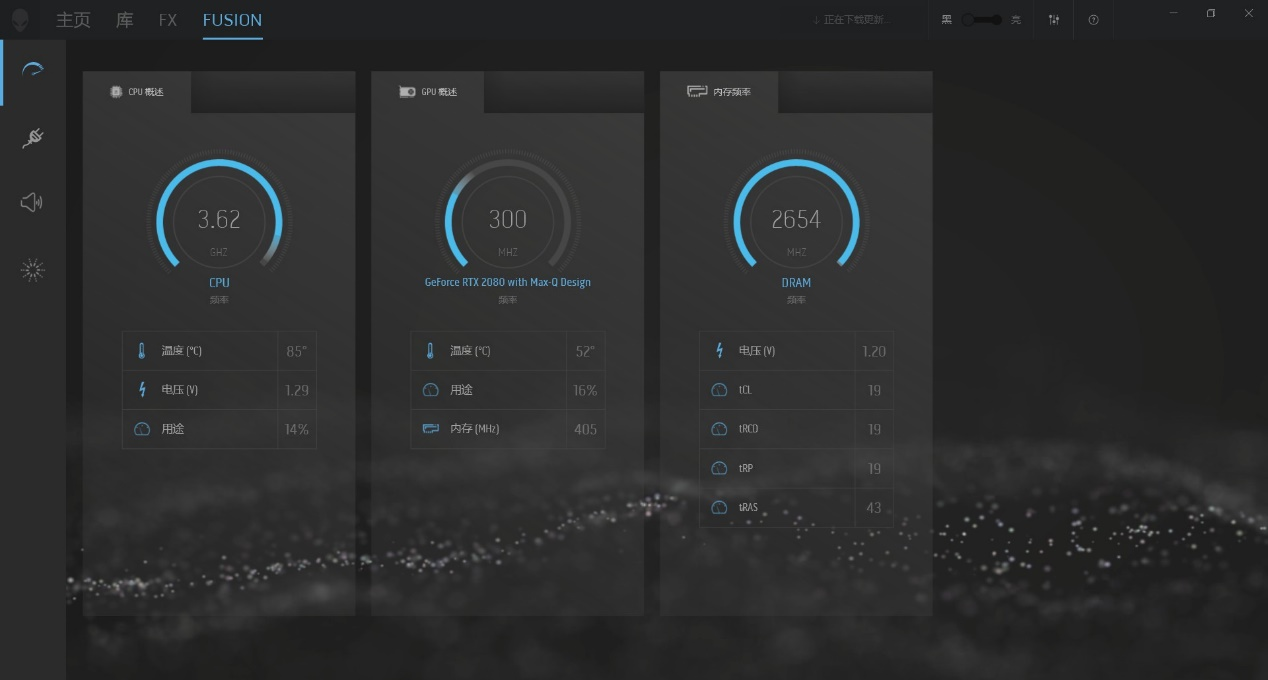 主页 库 FX FUSION
↓ 正在下载更新..
黑 亮
CPU 概述
3.62
GHZ
CPU
频率
温度 (°C) 85°
电压 (V) 1.29
用途 14%
GPU 概述
300
MHZ
GeForce RTX 2080 with Max-Q Design
频率
温度 (°C) 52°
用途 16%
内存 (MHz) 405
内存频率
2654
MHZ
DRAM
频率
电压 (V) 1.20
tCL 19
tRCD 19
tRP 19
tRAS 43